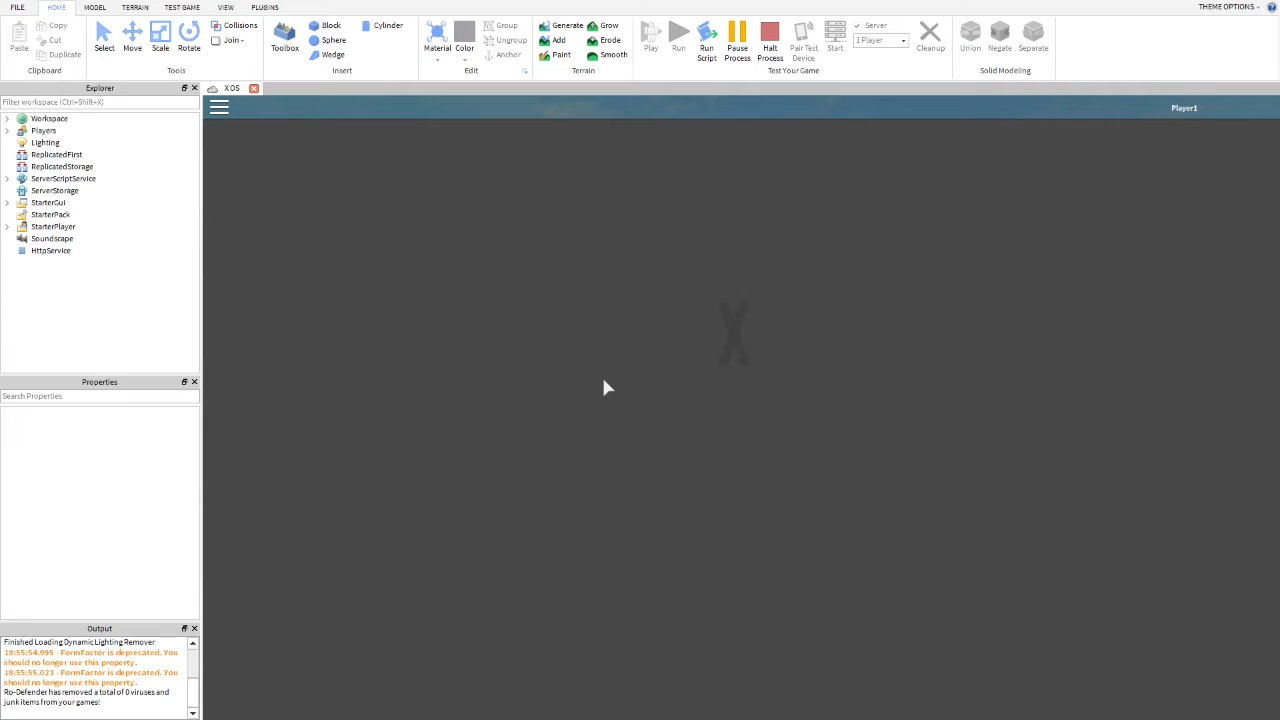 FILE HOME MODEL TERRAIN TEST GAME VIEW PLUGINS THEME OPTIONS
Paste Copy Cut Duplicate
Clipboard
Select Move Scale Rotate Collisions Join
Tools
Toolbox Block Sphere Wedge Cylinder
Insert
Material Color Group Ungroup Anchor
Edit
Generate Add Paint Grow Erode Smooth
Terrain
Play Run Run Script Pause Process Halt Process Pair Test Device Start Server 1 Player Cleanup
Test Your Game
Union Negate Separate
Solid Modeling
Explorer
Filter workspace (Ctrl+Shift+X)
Workspace
Players
Lighting
ReplicatedFirst
ReplicatedStorage
ServerScriptService
ServerStorage
StarterGui
StarterPack
StarterPlayer
Soundscape
HttpService
Properties
Search Properties
Output
Finished Loading Dynamic Lighting Remover
18:55:54.995 - FormFactor is deprecated. You
should no longer use this property.
18:55:55.023 - FormFactor is deprecated. You
should no longer use this property.
Ro-Defender has removed a total of 0 viruses and
junk items from your games!
X OS
Player1
X